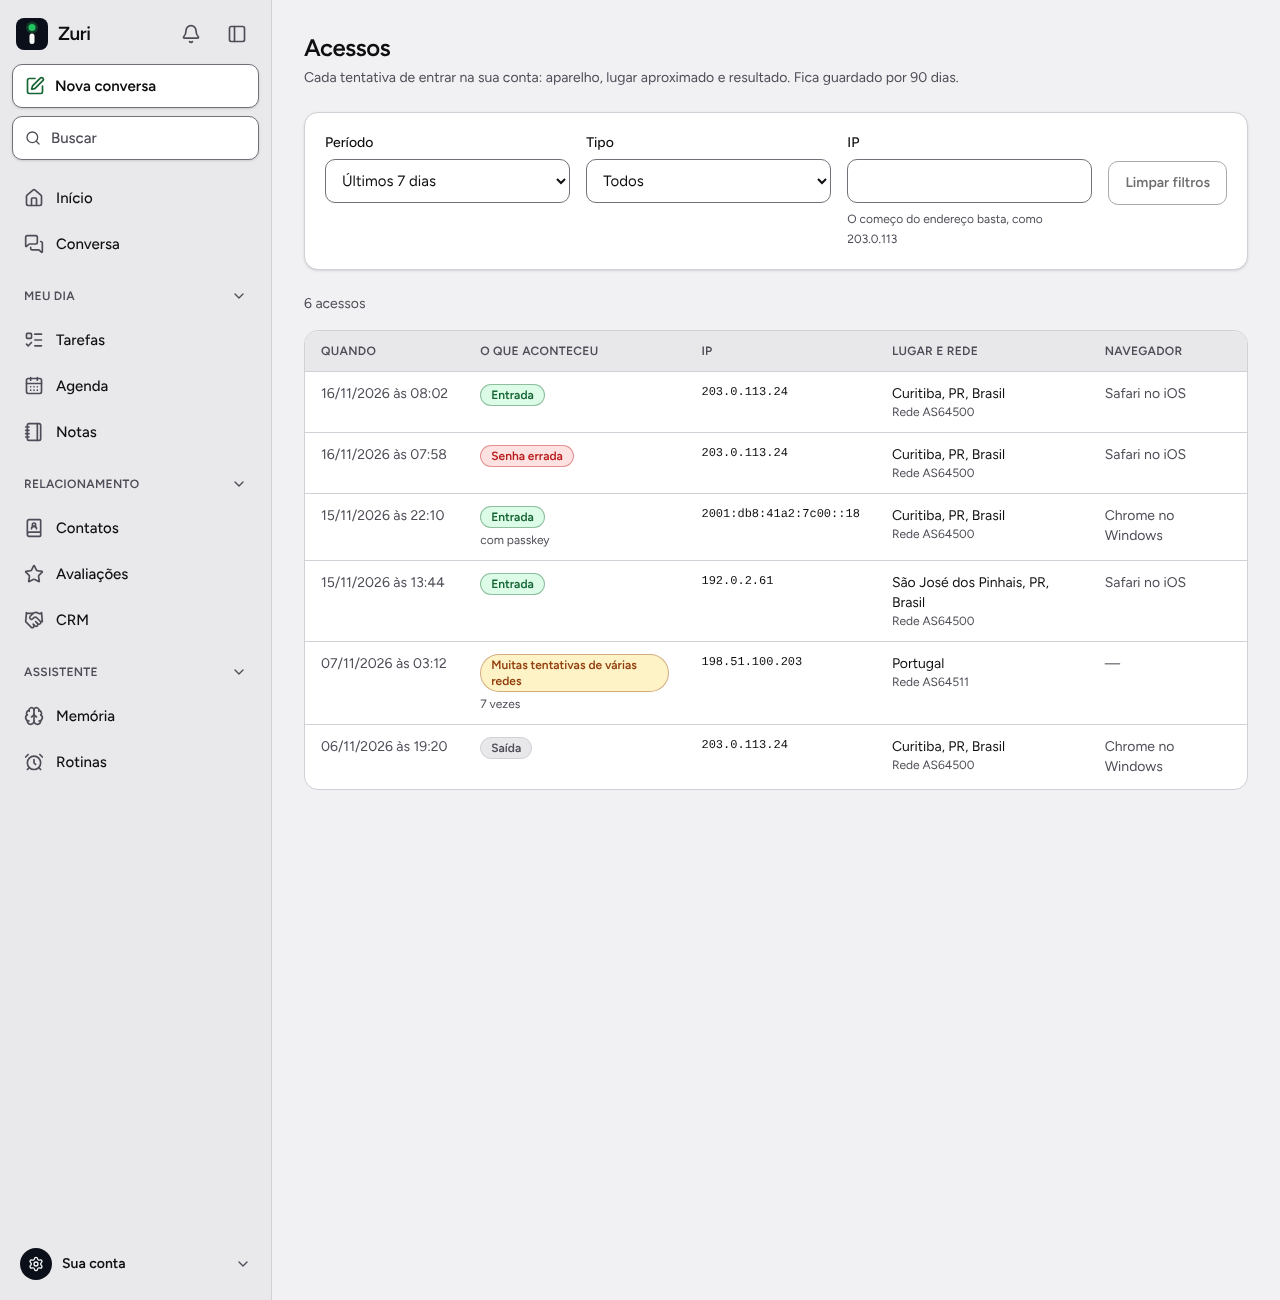 Zuri
Nova conversa
Buscar
Início
Conversa
MEU DIA
Tarefas
Agenda
Notas
RELACIONAMENTO
Contatos
Avaliações
CRM
ASSISTENTE
Memória
Rotinas
Sua conta
Acessos
Cada tentativa de entrar na sua conta: aparelho, lugar aproximado e resultado. Fica guardado por 90 dias.
Período
Últimos 7 dias
Tipo
Todos
IP
O começo do endereço basta, como
203.0.113
Limpar filtros
6 acessos
QUANDO O QUE ACONTECEU IP LUGAR E REDE NAVEGADOR
16/11/2026 às 08:02 Entrada 203.0.113.24 Curitiba, PR, Brasil Safari no iOS
Rede AS64500
16/11/2026 às 07:58 Senha errada 203.0.113.24 Curitiba, PR, Brasil Safari no iOS
Rede AS64500
15/11/2026 às 22:10 Entrada 2001:db8:41a2:7c00::18 Curitiba, PR, Brasil Chrome no
com passkey Rede AS64500 Windows
15/11/2026 às 13:44 Entrada 192.0.2.61 São José dos Pinhais, PR, Safari no iOS
Brasil
Rede AS64500
07/11/2026 às 03:12 Muitas tentativas de várias 198.51.100.203 Portugal —
redes Rede AS64511
7 vezes
06/11/2026 às 19:20 Saída 203.0.113.24 Curitiba, PR, Brasil Chrome no
Rede AS64500 Windows